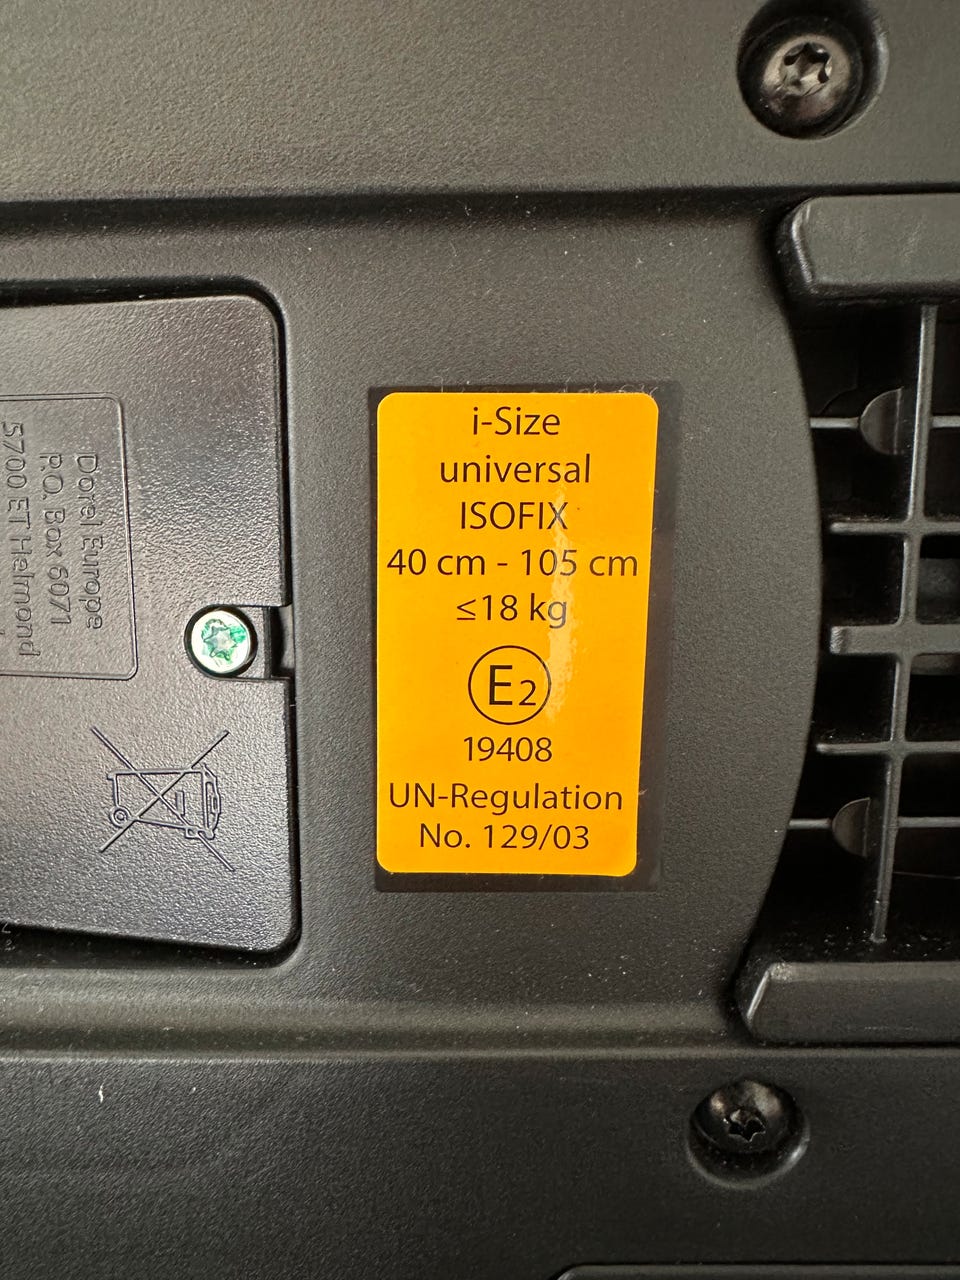 i-Size
universal
ISOFIX
40 cm - 105 cm
≤18 kg
E2
19408
UN-Regulation
No. 129/03
Dorel Europe
P.O. Box 6071
5700 ET Helmond